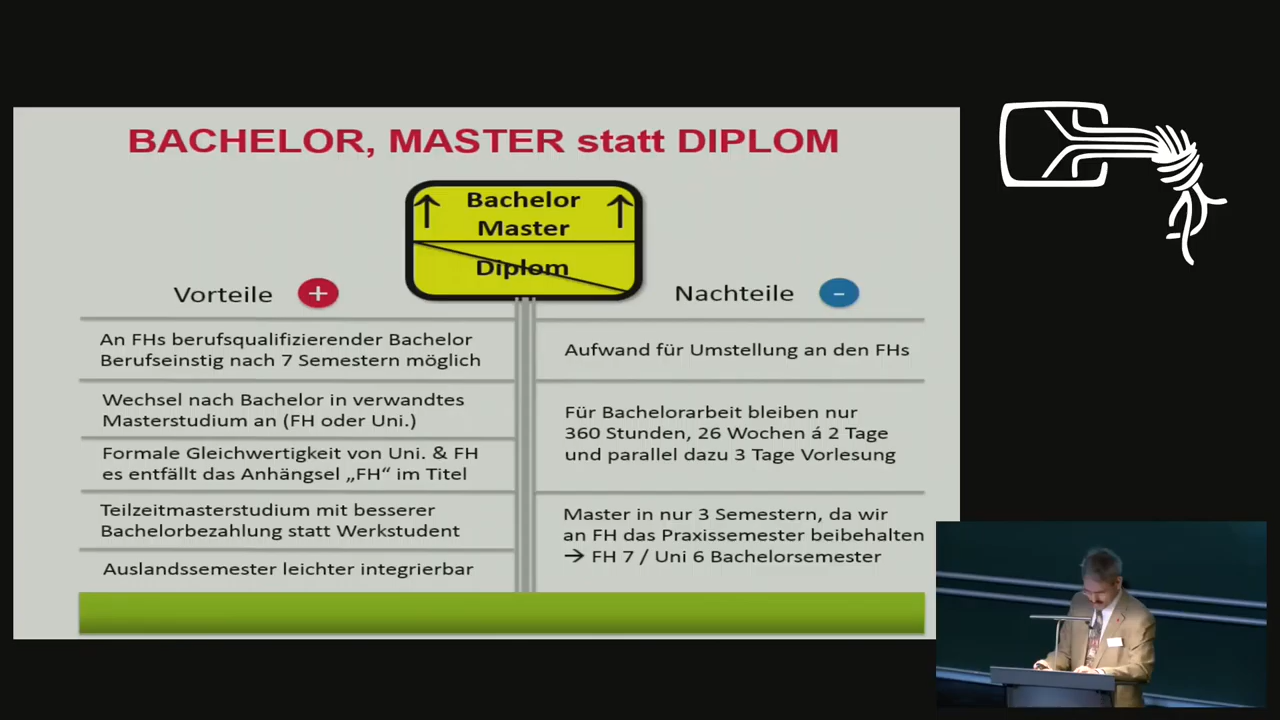 BACHELOR, MASTER statt DIPLOM
↑ Bachelor ↑
Master
Diplom
Vorteile +
An FHs berufsqualifizierender Bachelor
Berufseinstig nach 7 Semestern möglich
Wechsel nach Bachelor in verwandtes
Masterstudium an (FH oder Uni.)
Formale Gleichwertigkeit von Uni. & FH
es entfällt das Anhängsel „FH“ im Titel
Teilzeitmasterstudium mit besserer
Bachelorbezahlung statt Werkstudent
Auslandssemester leichter integrierbar
Nachteile -
Aufwand für Umstellung an den FHs
Für Bachelorarbeit bleiben nur
360 Stunden, 26 Wochen á 2 Tage
und parallel dazu 3 Tage Vorlesung
Master in nur 3 Semestern, da wir
an FH das Praxissemester beibehalten
→ FH 7 / Uni 6 Bachelorsemester